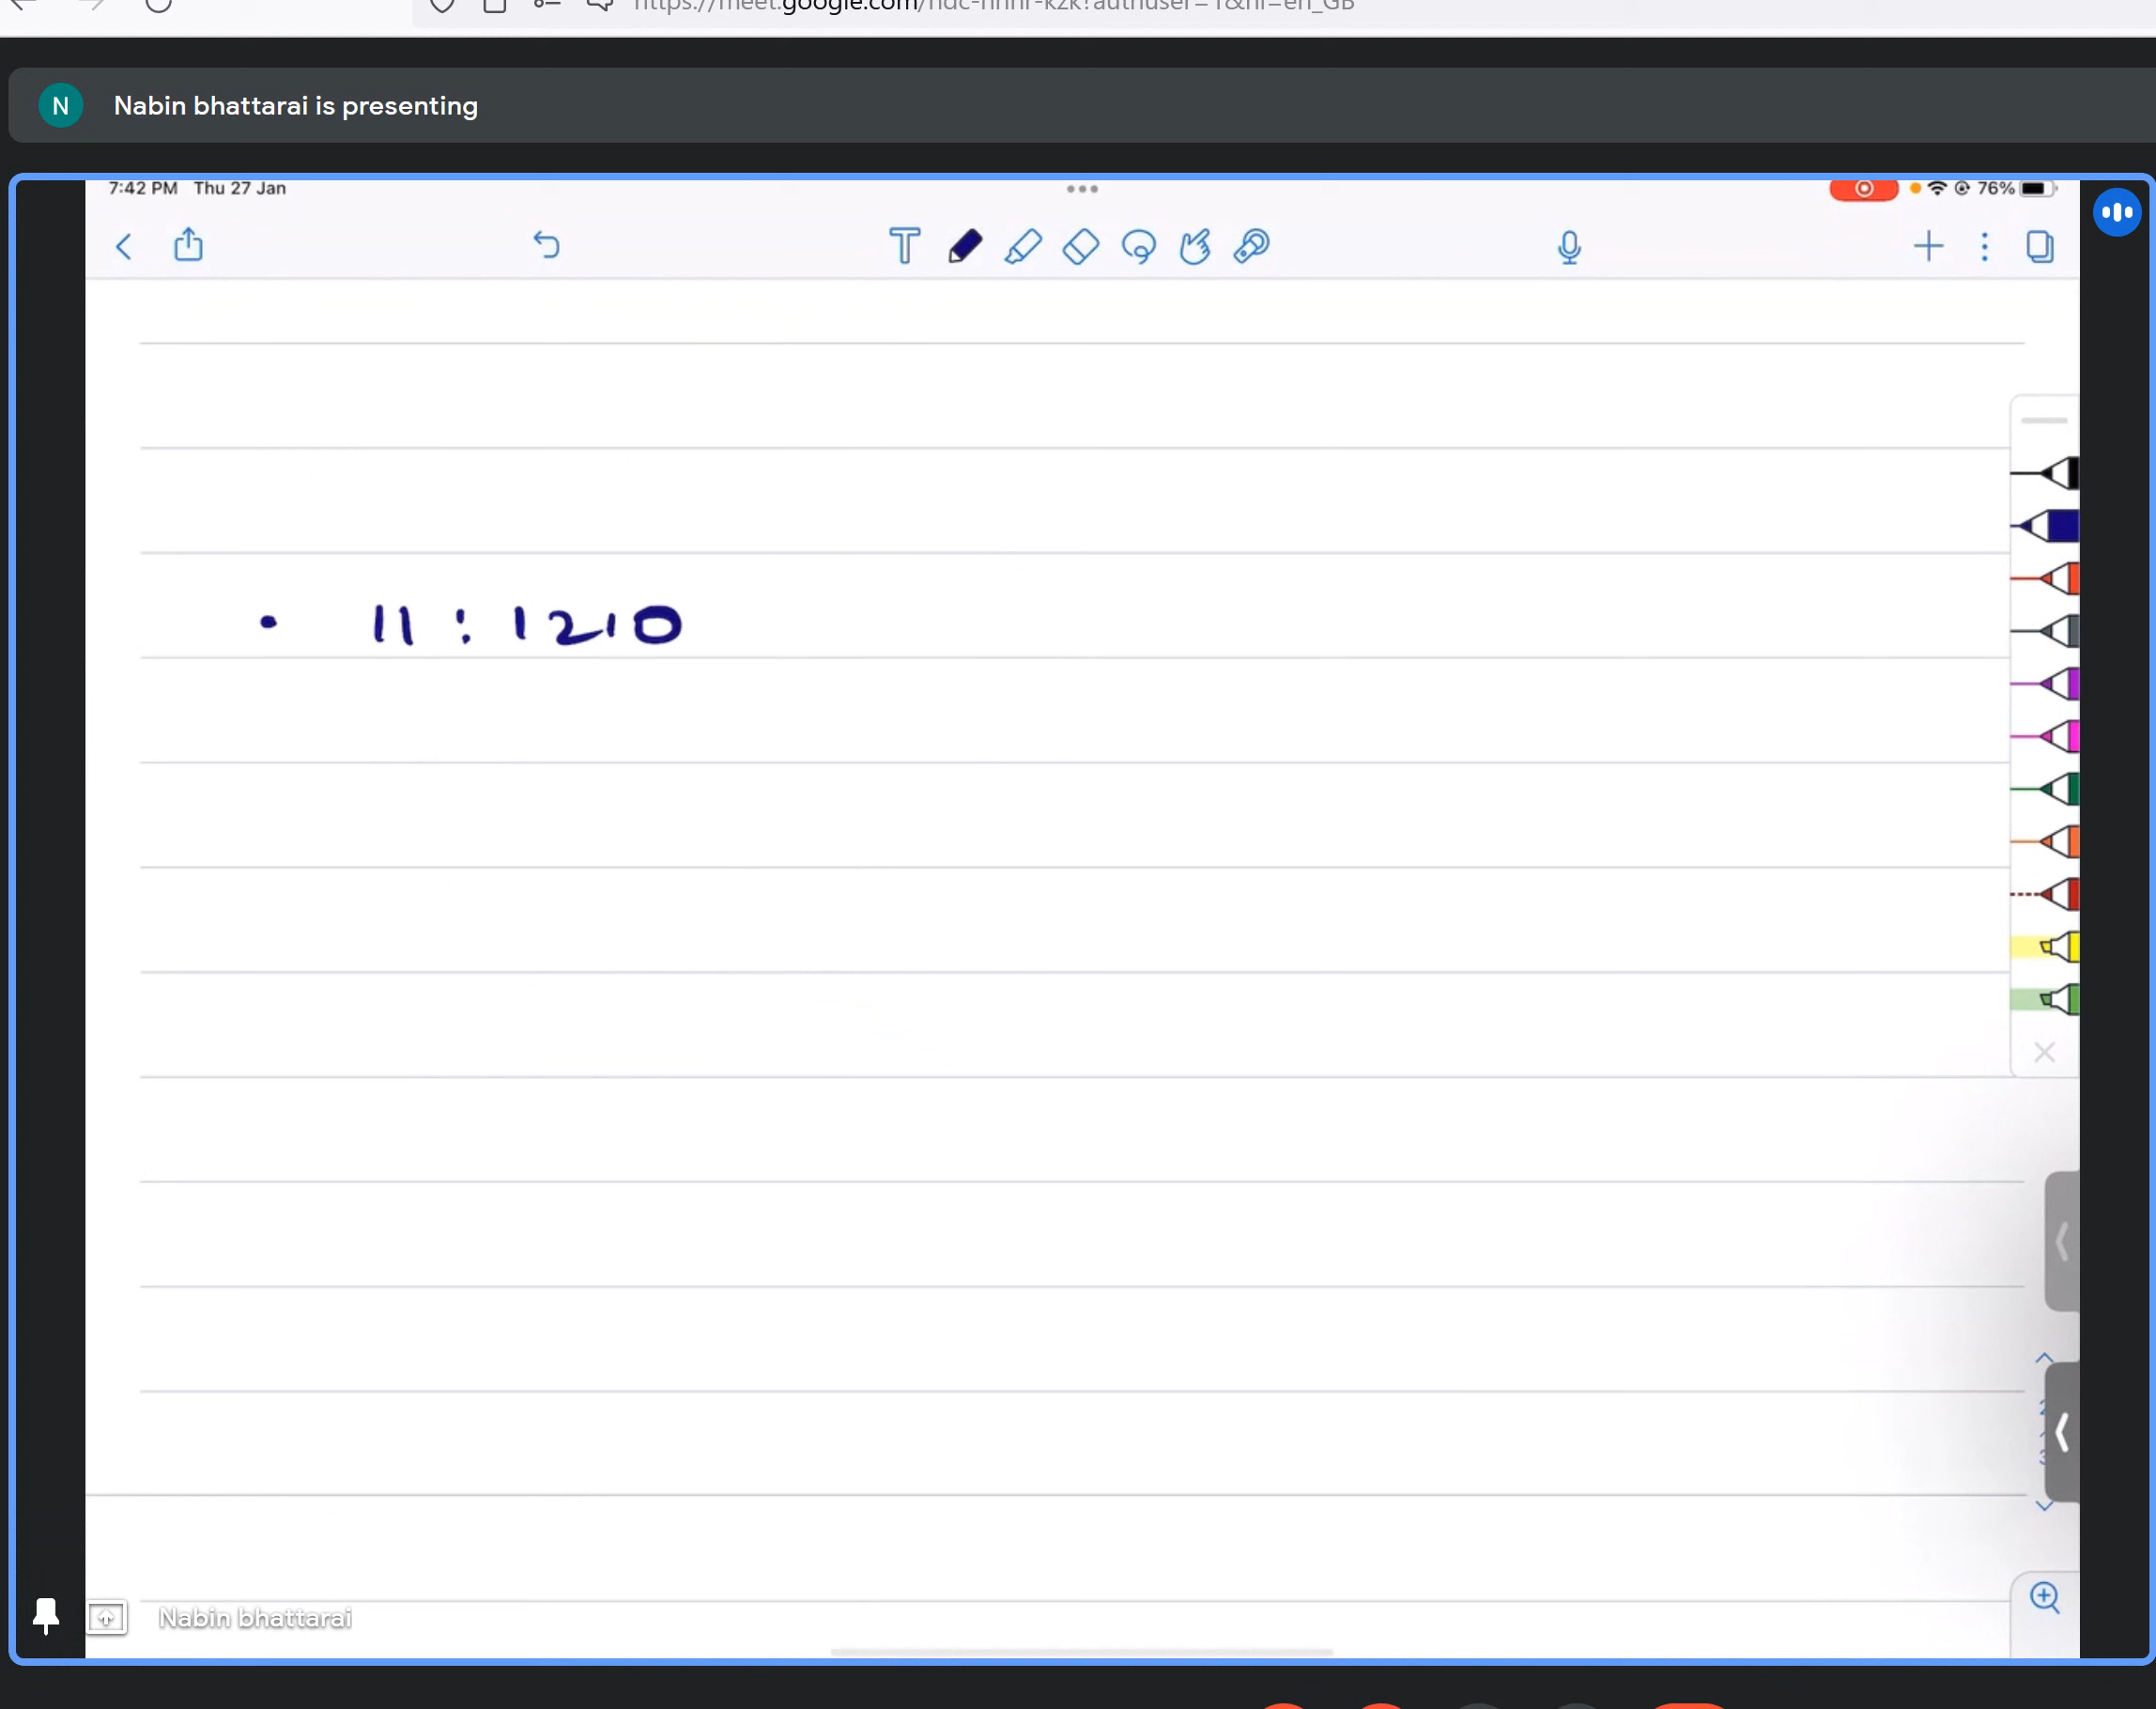 Nabin bhattarai is presenting
N
7:42 PM Thu 27 Jan
76%
• 11 : 1210
Nabin bhattarai